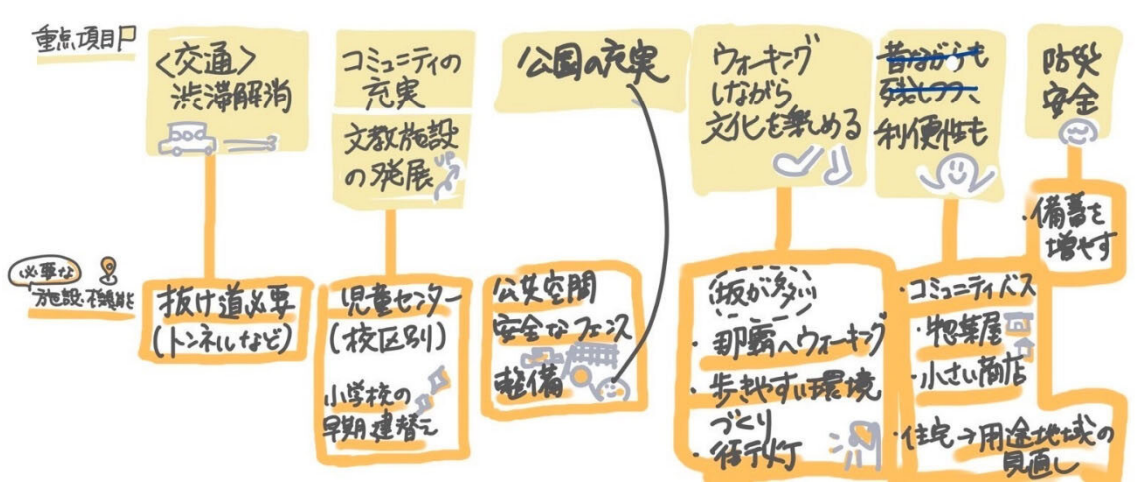 重点項目
<交通>
渋滞解消
コミュニティの
充実
文教施設
の発展
UP
公園の充実
ウォーキング
しながら
文化を楽しめる
昔ながらも
残しつつ、
利便性も
防災
安全
・備蓄を
増やす
必要な
施設・機能
抜け道必要
(トンネルなど)
児童センター
(校区別)
小学校の
早期建替え
公共空間
安全なフェンス
整備
坂が多い
・那覇へウォーキング
・歩きやすい環境
づくり
・街灯
・コミュニティバス
・惣菜屋
・小さい商店
・住宅→用途地域の
見直し